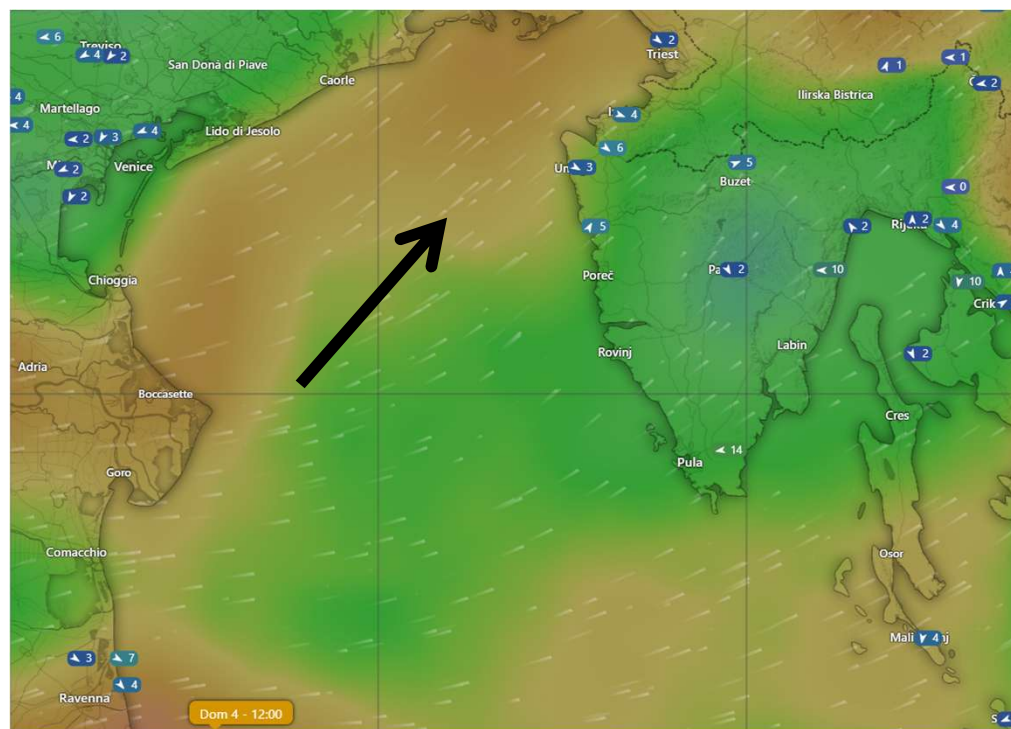 6
Treviso
4
2
San Donà di Piave
Caorle
2
Triest
1
1
2
4
Martellago
Ilirska Bistrica
4
4
2
3
4
Lido di Jesolo
6
2
Venice
3
5
Buzet
2
0
5
2
2
Rijeka
4
Chioggia
Poreč
2
10
10
Crik
Adria
Rovinj
Labin
2
Boccasette
Cres
Goro
Pula
14
Comacchio
Osor
Mali
4
nj
3
7
4
Ravenna
Dom 4 - 12:00
S